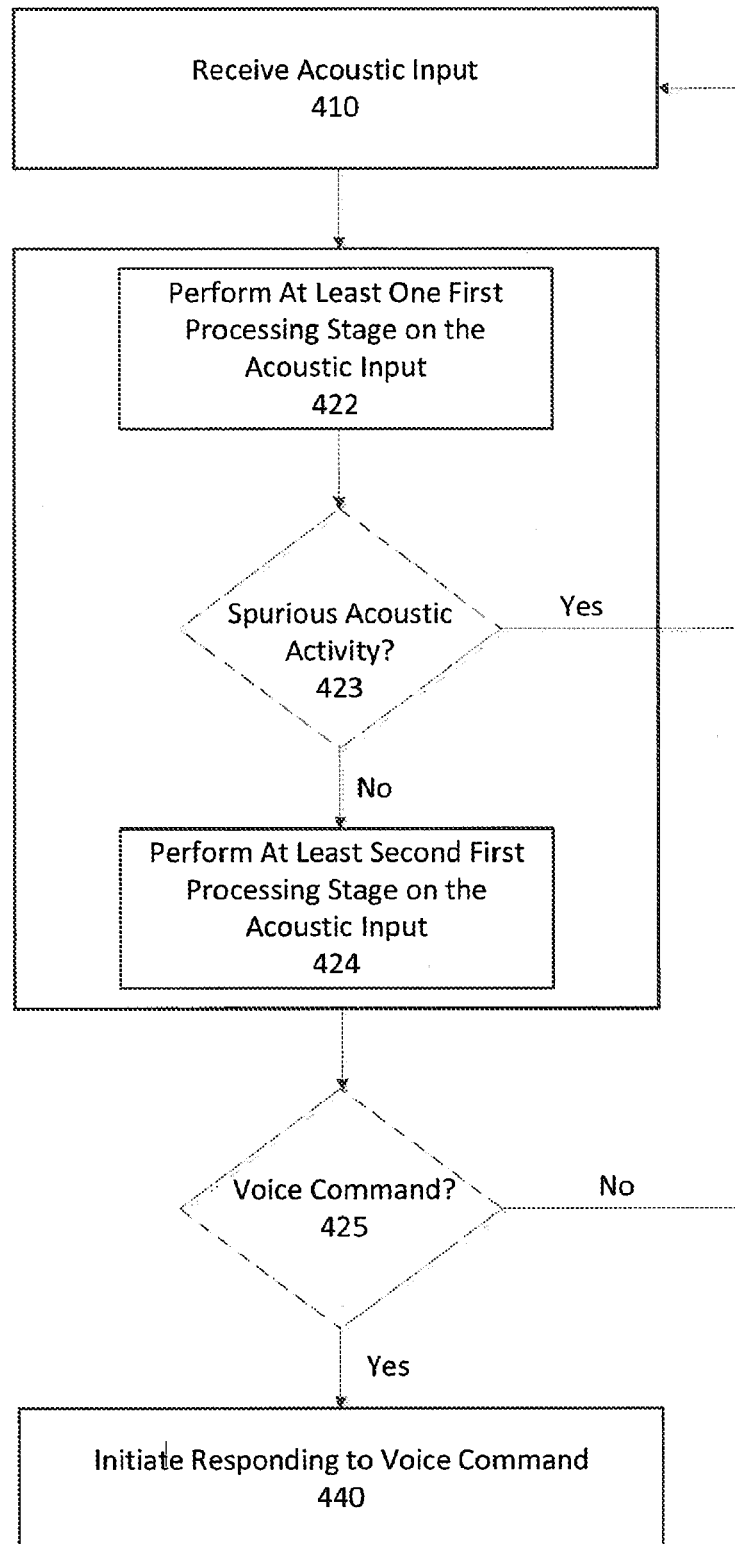 Receive Acoustic Input
410
Perform At Least One First
Processing Stage on the
Acoustic Input
422
Spurious Acoustic
Activity?
423
Yes
No
Perform At Least Second First
Processing Stage on the
Acoustic Input
424
Voice Command?
425
No
Yes
Initiate Responding to Voice Command
440